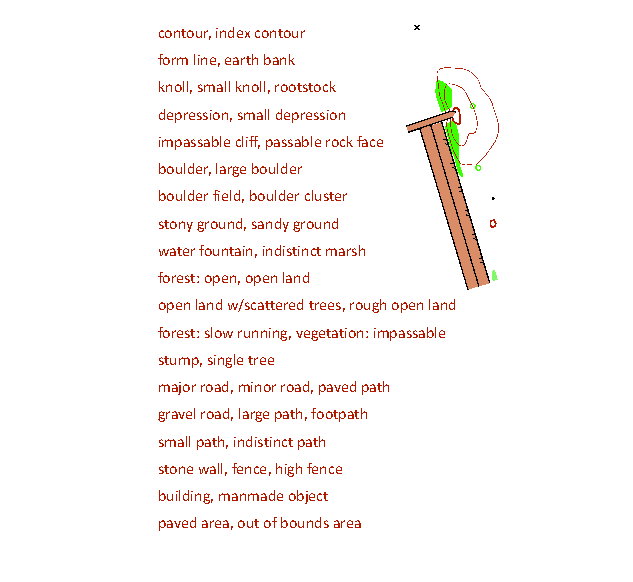 contour, index contour
form line, earth bank
knoll, small knoll, rootstock
depression, small depression
impassable cliff, passable rock face
boulder, large boulder
boulder field, boulder cluster
stony ground, sandy ground
water fountain, indistinct marsh
forest: open, open land
open land w/scattered trees, rough open land
forest: slow running, vegetation: impassable
stump, single tree
major road, minor road, paved path
gravel road, large path, footpath
small path, indistinct path
stone wall, fence, high fence
building, manmade object
paved area, out of bounds area